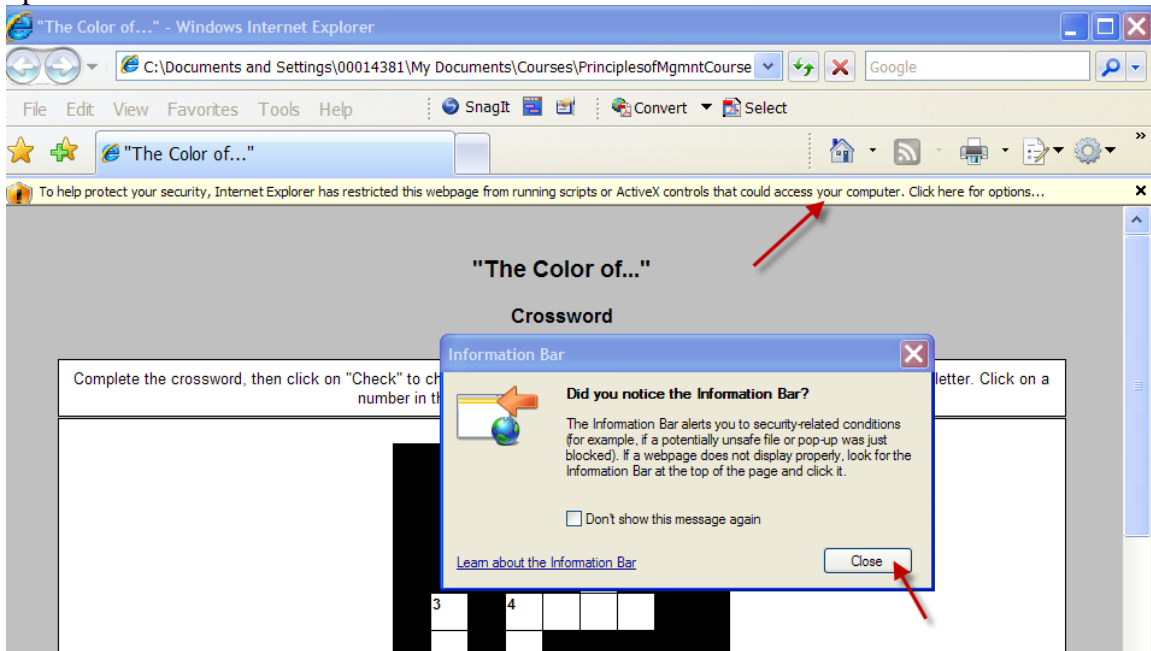 "The Color of..." - Windows Internet Explorer
C:\Documents and Settings\00014381\My Documents\Courses\PrinciplesofMgmntCourse
Google
File Edit View Favorites Tools Help
SnagIt
Convert
Select
"The Color of..."
To help protect your security, Internet Explorer has restricted this webpage from running scripts or ActiveX controls that could access your computer. Click here for options...
"The Color of..."
Crossword
Complete the crossword, then click on "Check" to
letter. Click on a
number in
Information Bar
Did you notice the Information Bar?
The Information Bar alerts you to security-related conditions
(for example, if a potentially unsafe file or pop-up was just
blocked). If a webpage does not display properly, look for the
Information Bar at the top of the page and click it.
Don't show this message again
Learn about the Information Bar
Close
3
4